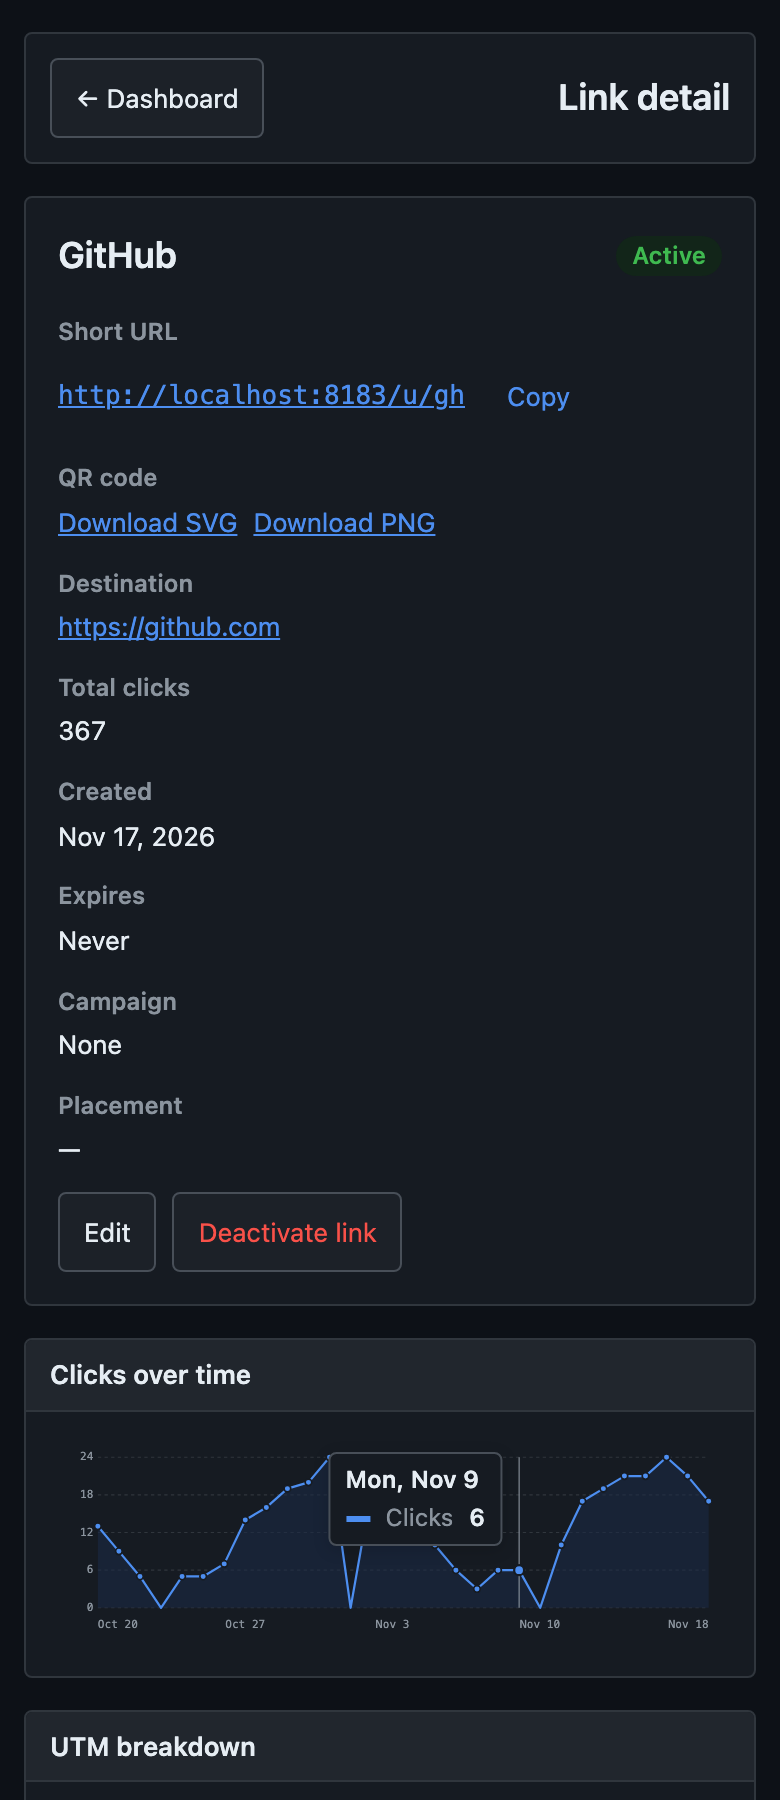 ← Dashboard
Link detail
GitHub
Active
Short URL
http://localhost:8183/u/gh
Copy
QR code
Download SVG Download PNG
Destination
https://github.com
Total clicks
367
Created
Nov 17, 2026
Expires
Never
Campaign
None
Placement
—
Edit
Deactivate link
Clicks over time
24
18
12
6
0
Mon, Nov 9
Clicks 6
Oct 20
Oct 27
Nov 3
Nov 10
Nov 18
UTM breakdown